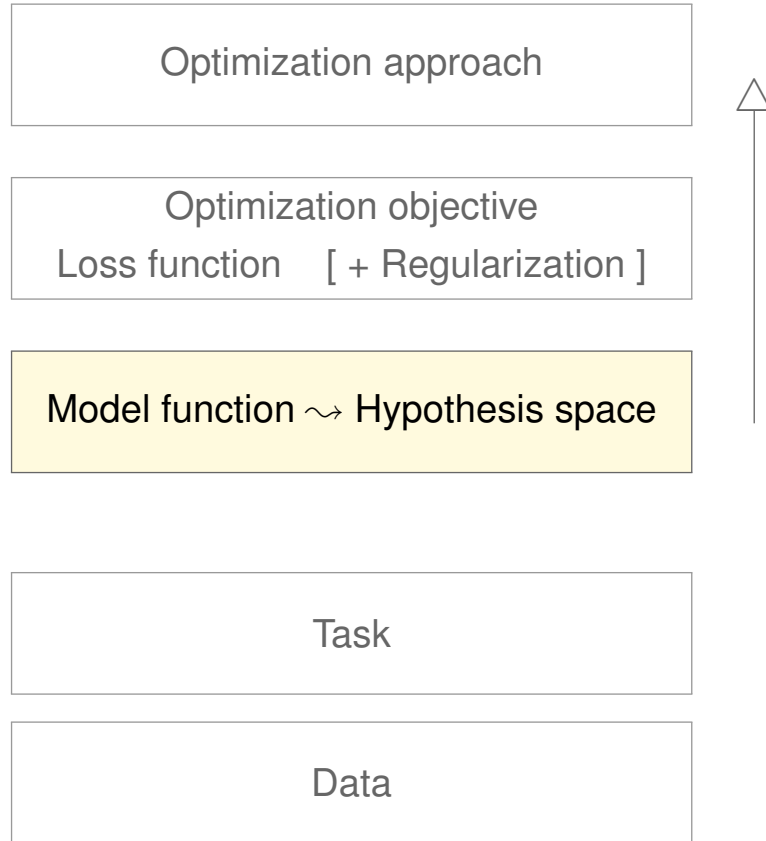 Optimization approach
Optimization objective
Loss function [ + Regularization ]
Model function ⤳ Hypothesis space
Task
Data